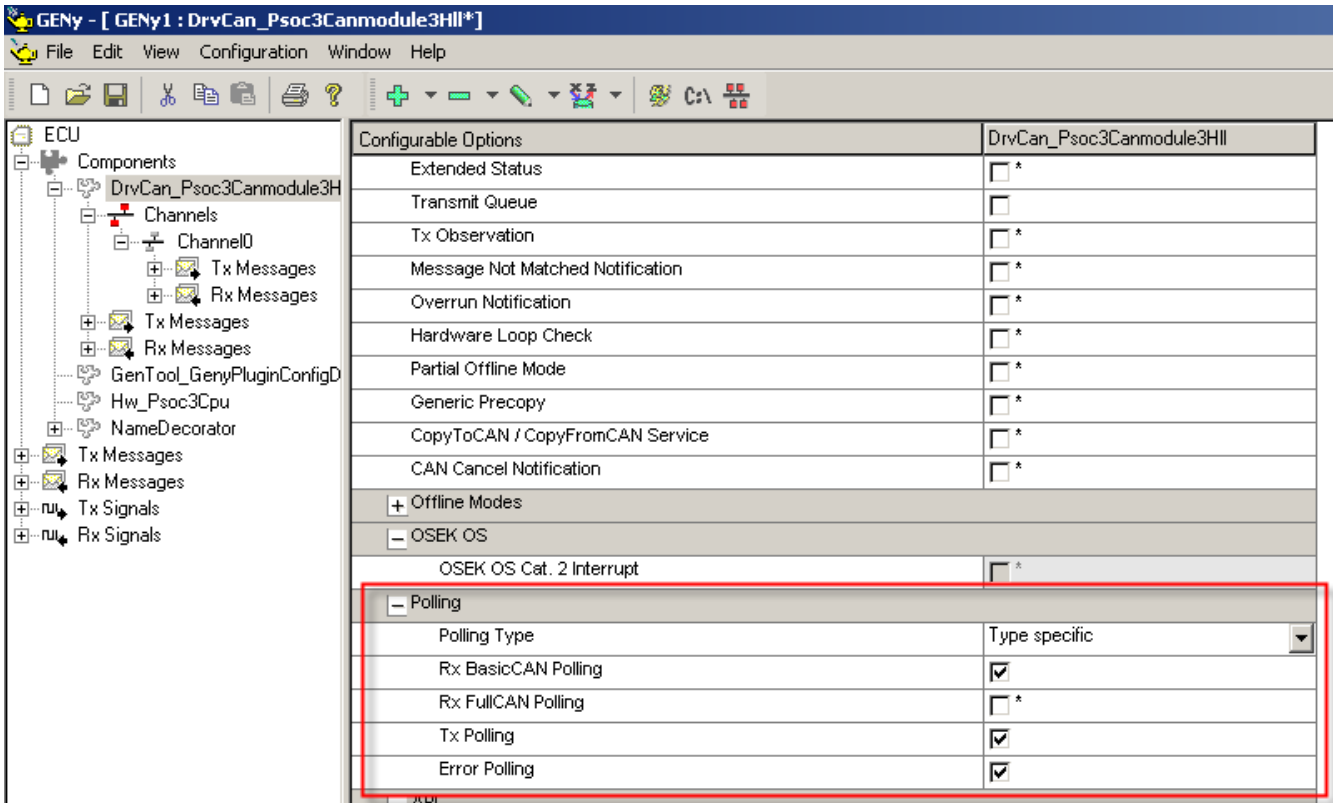 GENy - [ GENy1 : DrvCan_Psoc3Canmodule3Hll*]
File Edit View Configuration Window Help
C:\
ECU
Components
DrvCan_Psoc3Canmodule3H
Channels
Channel0
Tx Messages
Rx Messages
Tx Messages
Rx Messages
GenTool_GenyPluginConfigD
Hw_Psoc3Cpu
NameDecorator
Tx Messages
Rx Messages
Tx Signals
Rx Signals
Configurable Options DrvCan_Psoc3Canmodule3Hll
Extended Status *
Transmit Queue
Tx Observation *
Message Not Matched Notification *
Overrun Notification *
Hardware Loop Check *
Partial Offline Mode *
Generic Precopy *
CopyToCAN / CopyFromCAN Service *
CAN Cancel Notification *
Offline Modes
OSEK OS
OSEK OS Cat. 2 Interrupt *
Polling
Polling Type Type specific
Rx BasicCAN Polling
Rx FullCAN Polling *
Tx Polling
Error Polling